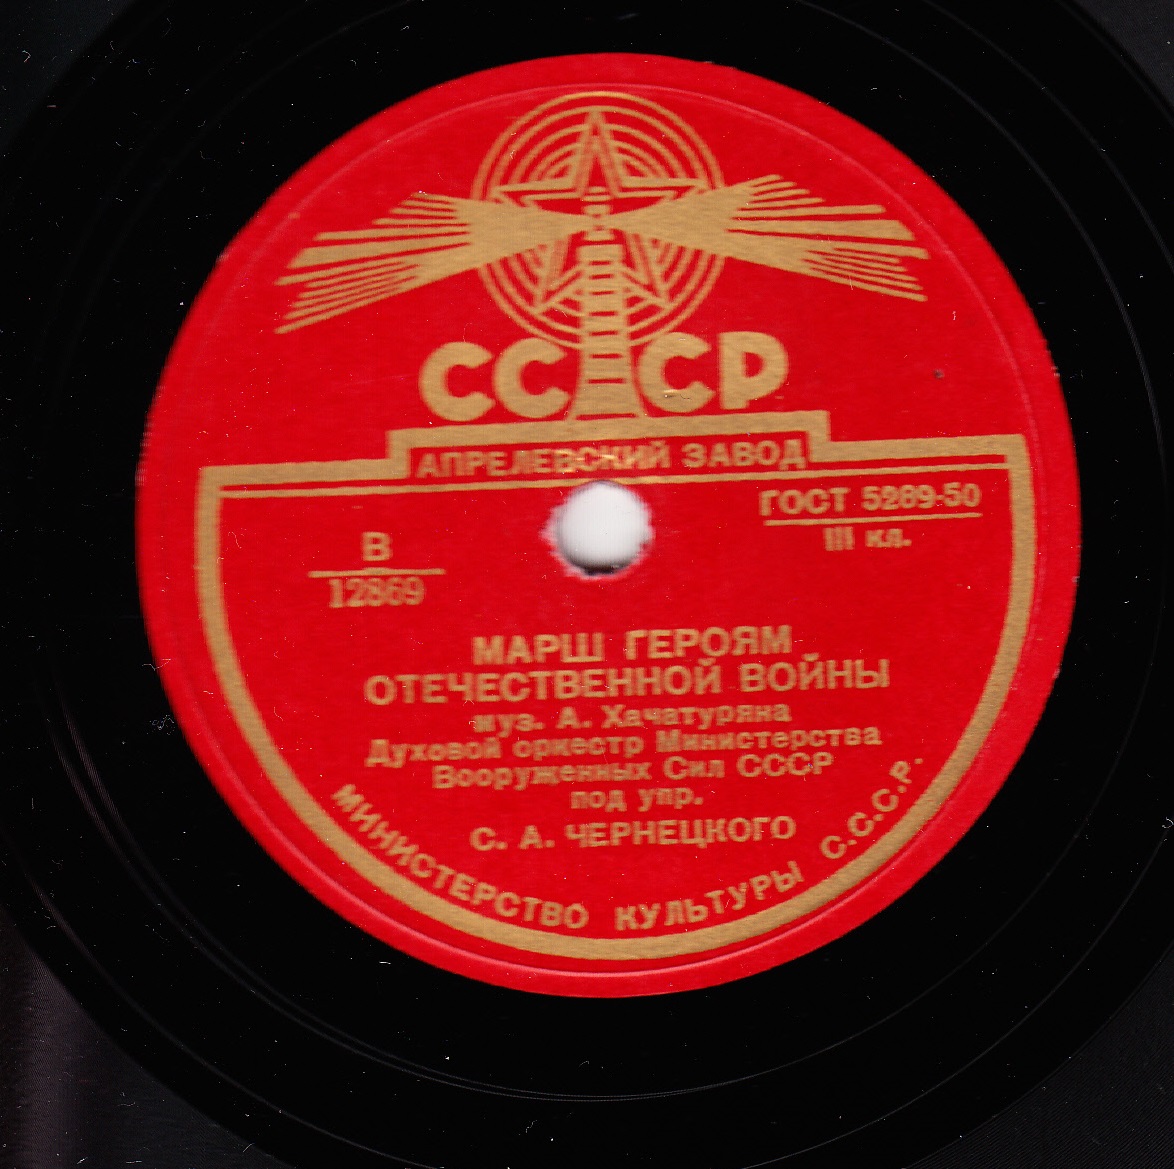 СССР
АПРЕЛЕВСКИЙ ЗАВОД
ГОСТ 5289-50
III кл.
В
12869
МАРШ ГЕРОЯМ
ОТЕЧЕСТВЕННОЙ ВОЙНЫ
муз. А. Хачатуряна
Духовой оркестр Министерства
Вооруженных Сил СССР
под упр.
С. А. ЧЕРНЕЦКОГО
МИНИСТЕРСТВО КУЛЬТУРЫ С.С.С.Р.